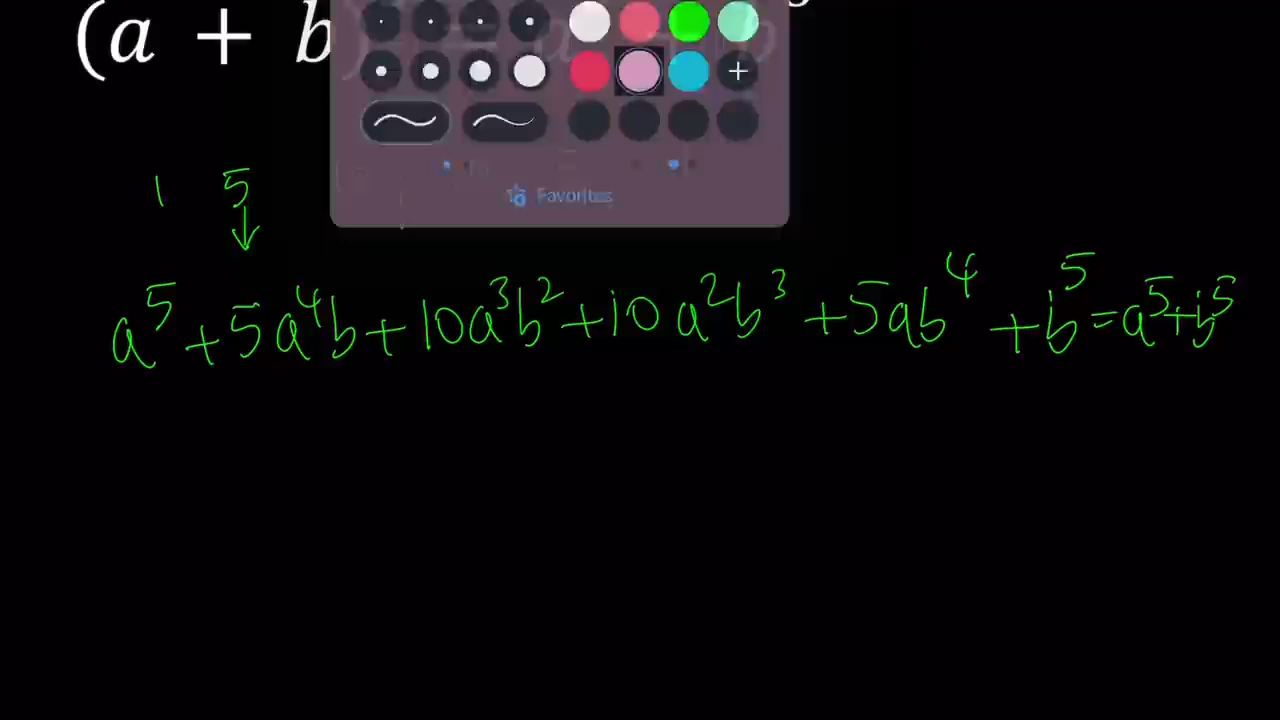 (a + b
1 5
Favorites
a⁵+5a⁴b+10a³b²+10a²b³+5ab⁴+b⁵=a⁵+b⁵